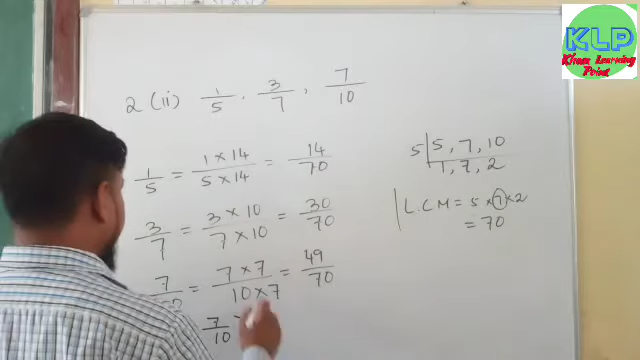 KLP
Khan Learning
Point
2 (ii) 1/5, 3/7, 7/10
1/5 = 1 × 14 / 5 × 14 = 14/70
3/7 = 3 × 10 / 7 × 10 = 30/70
7 = 7 × 7 / 10 × 7 = 49/70
7/10
5 | 5, 7, 10
1, 7, 2
L.C.M = 5 × 7 × 2
= 70